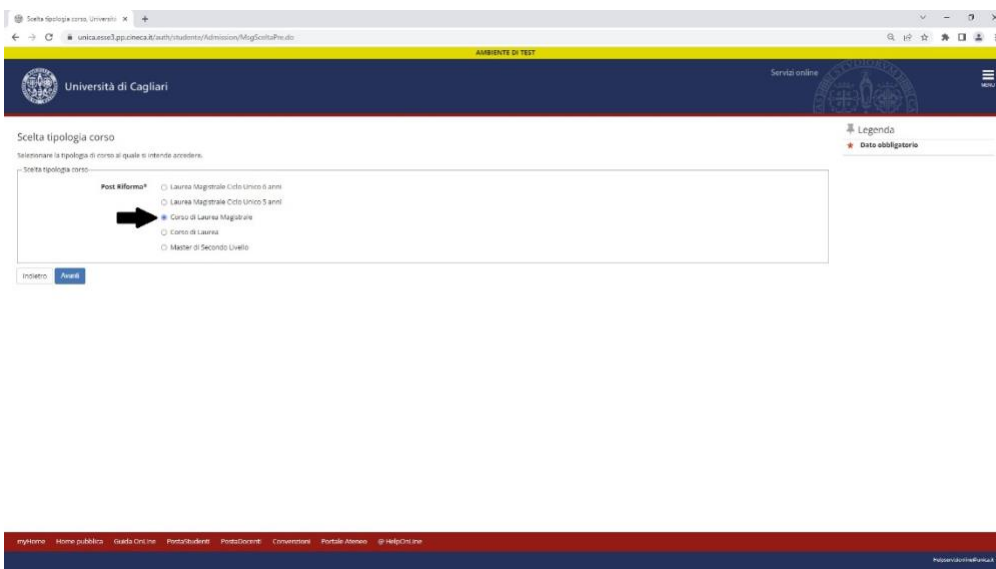 Scelta tipologia corso, Universit
unica.esse3.pp.cineca.it/auth/studente/Admission/MsgSceltaPre.do
AMBIENTE DI TEST
Università di Cagliari
Servizi online
MENU
Scelta tipologia corso
Selezionare la tipologia di corso al quale si intende accedere.
Scelta tipologia corso
Post Riforma*
Laurea Magistrale Ciclo Unico 6 anni
Laurea Magistrale Ciclo Unico 5 anni
Corso di Laurea Magistrale
Corso di Laurea
Master di Secondo Livello
Indietro
Avanti
Legenda
Dato obbligatorio
myHome Home pubblica Guida OnLine PostaStudenti PostaDocenti Convenzioni Portale Ateneo @ HelpOnLine